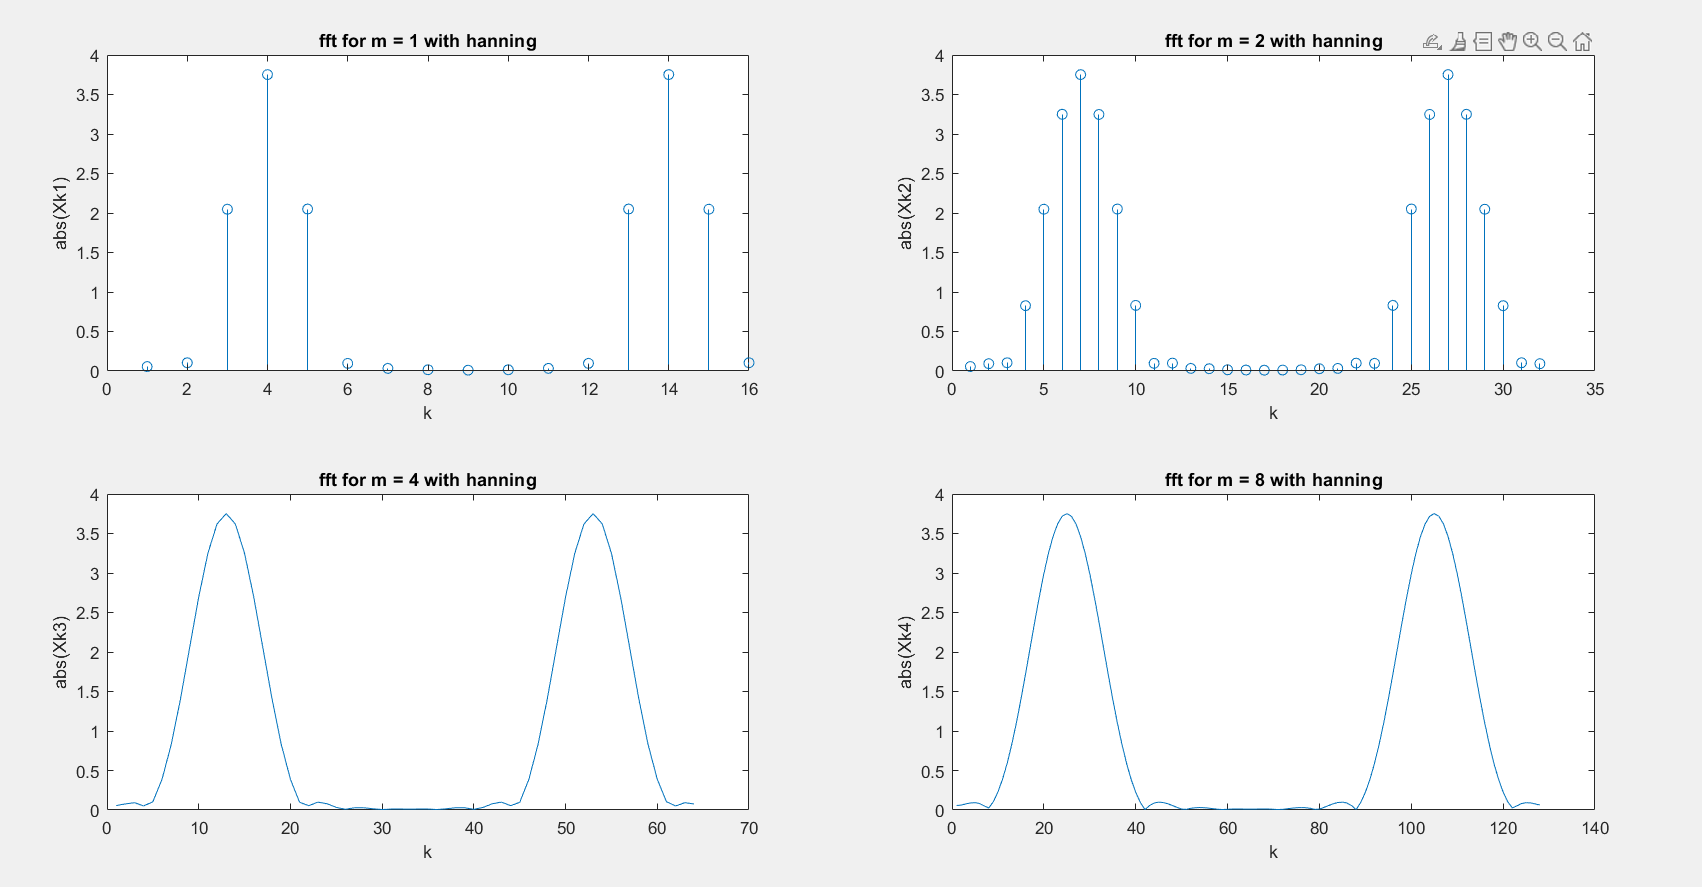 fft for m = 1 with hanning
4
3.5
3
2.5
2
1.5
1
0.5
0
abs(Xk1)
0 2 4 6 8 10 12 14 16
k
fft for m = 2 with hanning
4
3.5
3
2.5
2
1.5
1
0.5
0
abs(Xk2)
0 5 10 15 20 25 30 35
k
fft for m = 4 with hanning
4
3.5
3
2.5
2
1.5
1
0.5
0
abs(Xk3)
0 10 20 30 40 50 60 70
k
fft for m = 8 with hanning
4
3.5
3
2.5
2
1.5
1
0.5
0
abs(Xk4)
0 20 40 60 80 100 120 140
k